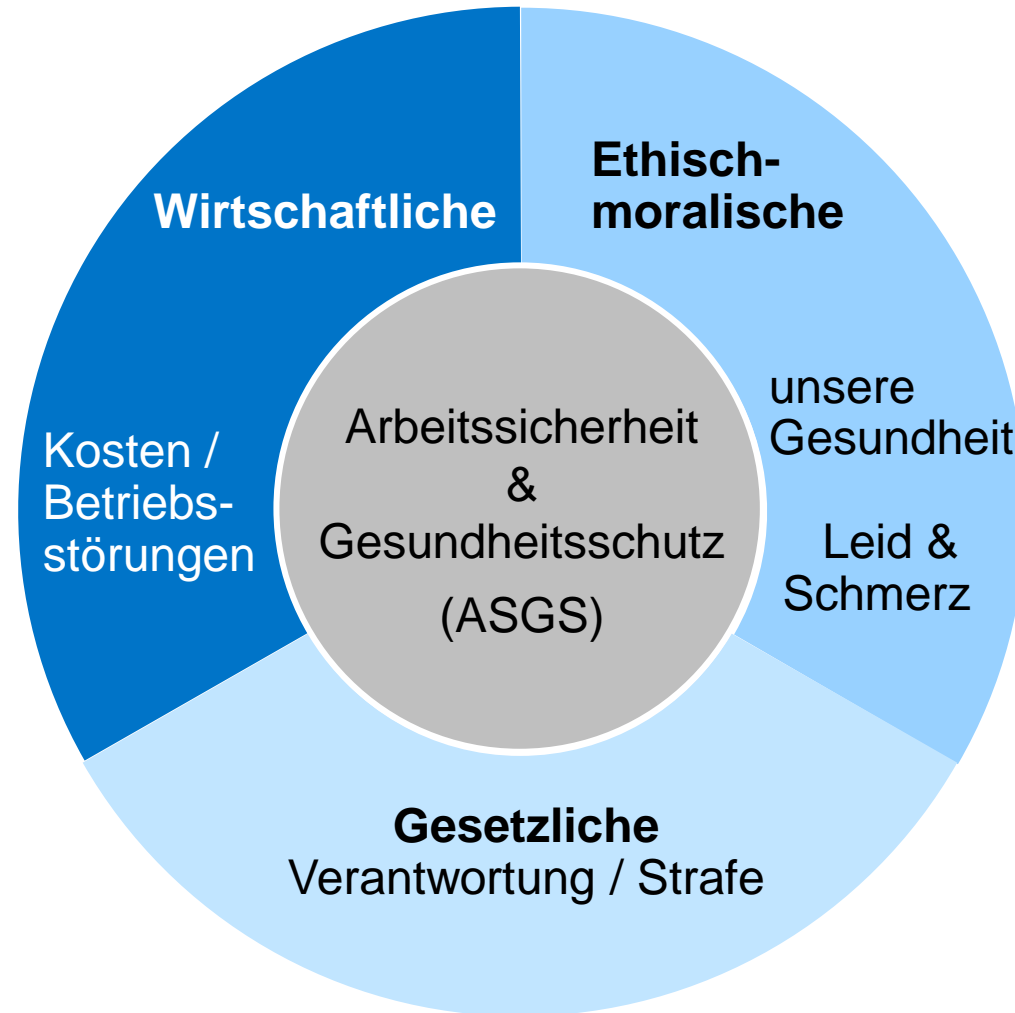 Wirtschaftliche
Kosten /
Betriebs-
störungen
Ethisch-
moralische
unsere
Gesundheit
Leid &
Schmerz
Arbeitssicherheit
&
Gesundheitsschutz
(ASGS)
Gesetzliche
Verantwortung / Strafe